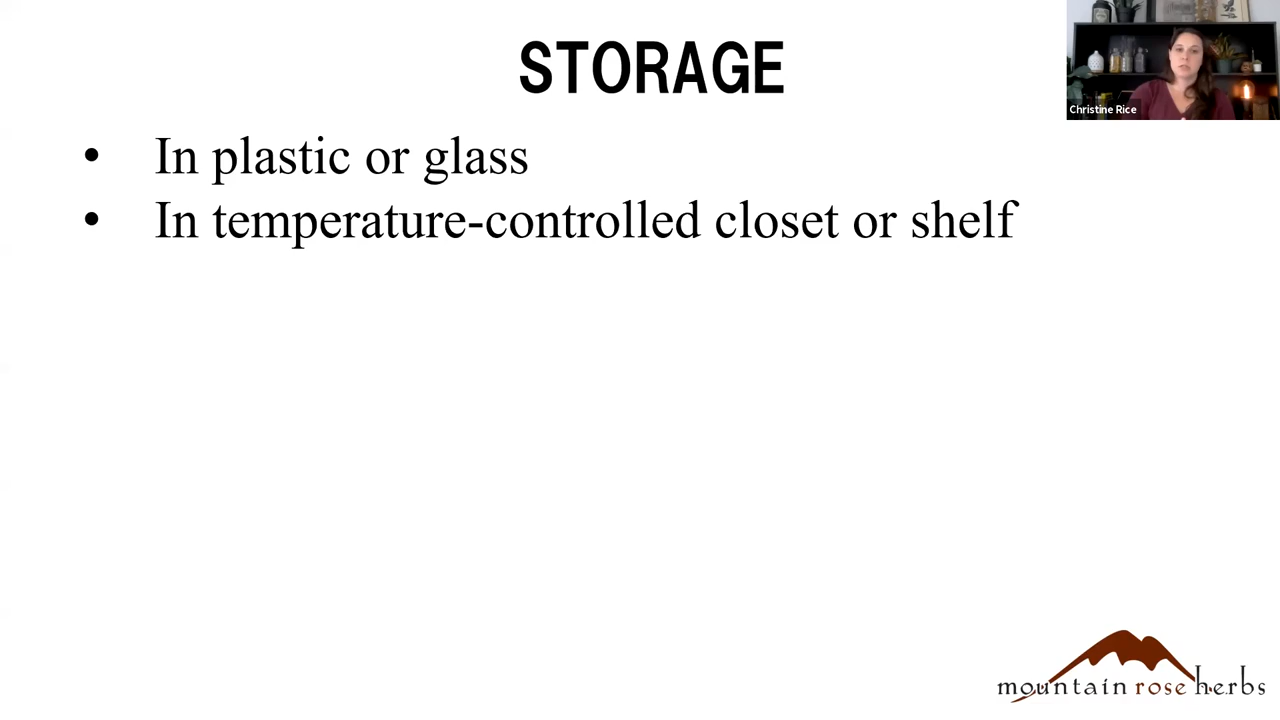 STORAGE
Christine Rice
• In plastic or glass
• In temperature-controlled closet or shelf
mountain rose herbs